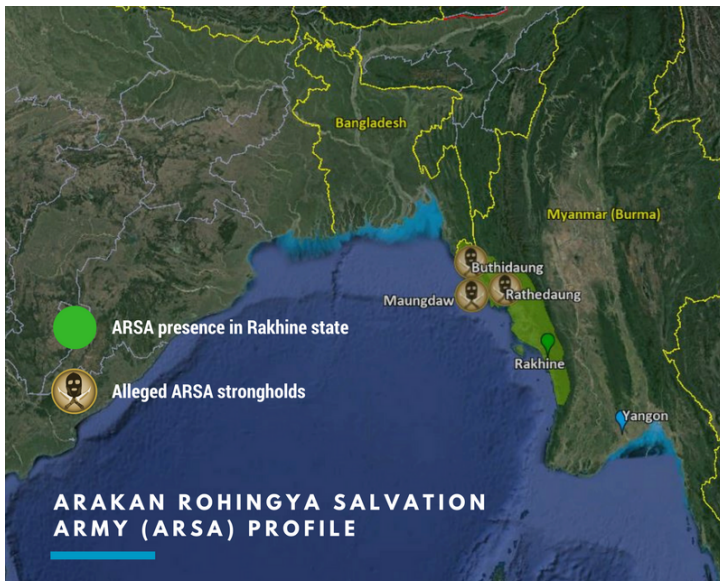 Bangladesh
Myanmar (Burma)
Buthidaung
Maungdaw
Rathedaung
ARSA presence in Rakhine state
Rakhine
Alleged ARSA strongholds
Yangon
ARAKAN ROHINGYA SALVATION
ARMY (ARSA) PROFILE